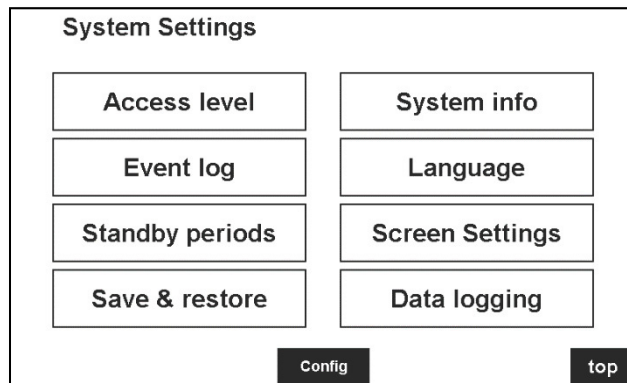 System Settings
Access level
System info
Event log
Language
Standby periods
Screen Settings
Save & restore
Data logging
Config
top